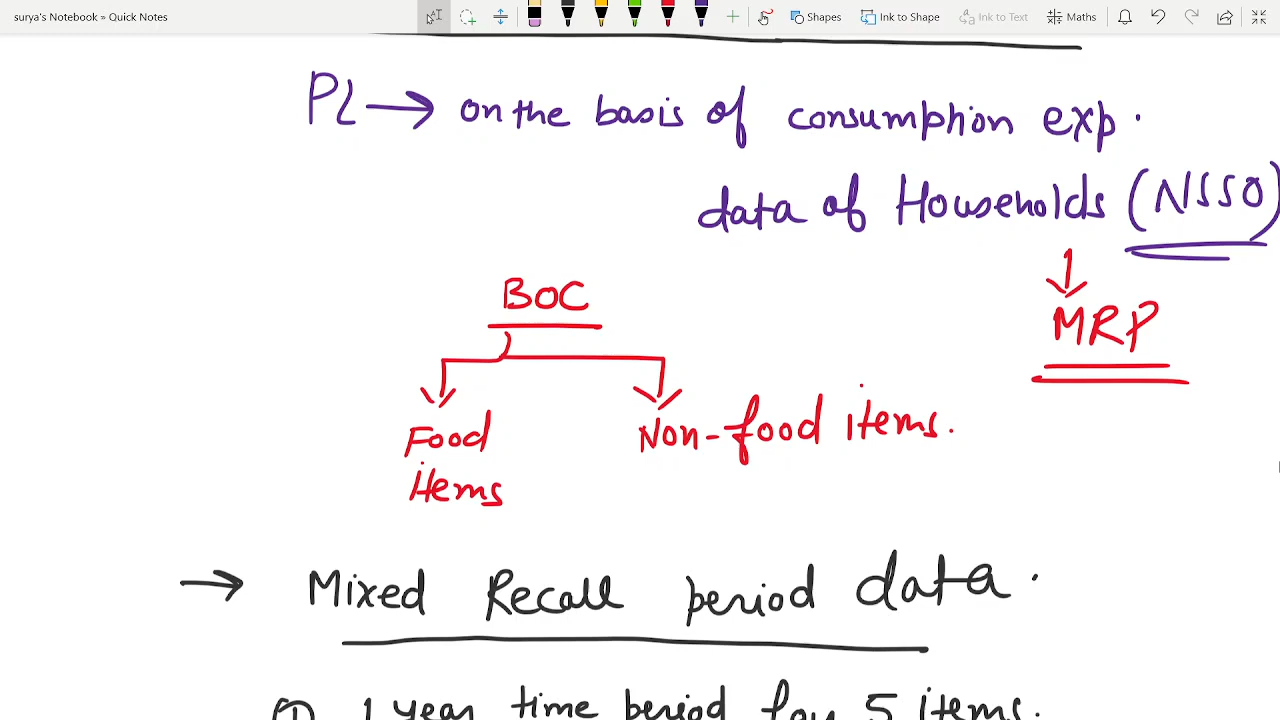 surya's Notebook » Quick Notes
Shapes
Ink to Shape
Ink to Text
Maths
PL → on the basis of consumption exp.
data of Households (NSSO)
BOC
MRP
Food
items
Non-food items.
→ Mixed Recall period data.
① 1 year time period for 5 items.